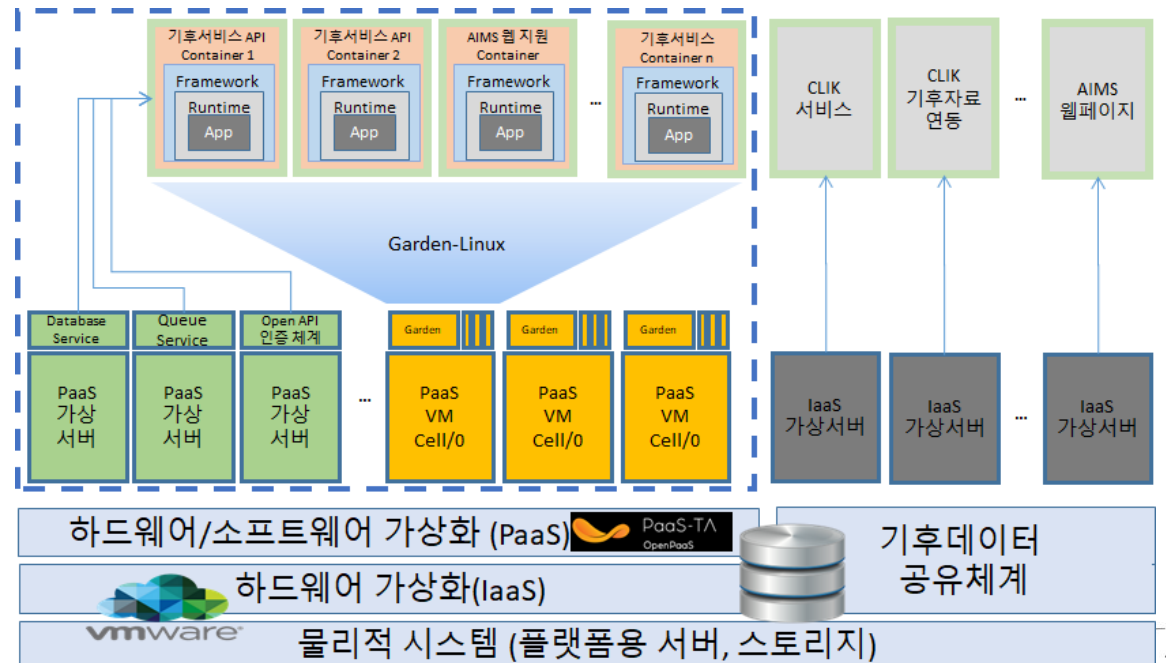 기후서비스 API
Container 1
Framework
Runtime
App
기후서비스 API
Container 2
Framework
Runtime
App
AIMS 웹 지원
Container
Framework
Runtime
App
...
기후서비스
Container n
Framework
Runtime
App
CLIK
서비스
CLIK
기후자료
연동
...
AIMS
웹페이지
Garden-Linux
Database
Service
Queue
Service
Open API
인증 체계
Garden
Garden
Garden
PaaS
가상
서버
PaaS
가상
서버
PaaS
가상
서버
...
PaaS
VM
Cell/0
PaaS
VM
Cell/0
PaaS
VM
Cell/0
IaaS
가상서버
IaaS
가상서버
...
IaaS
가상서버
하드웨어/소프트웨어 가상화 (PaaS)
PaaS-TA
OpenPaaS
기후데이터
공유체계
하드웨어 가상화(IaaS)
vmware
물리적 시스템 (플랫폼용 서버, 스토리지)